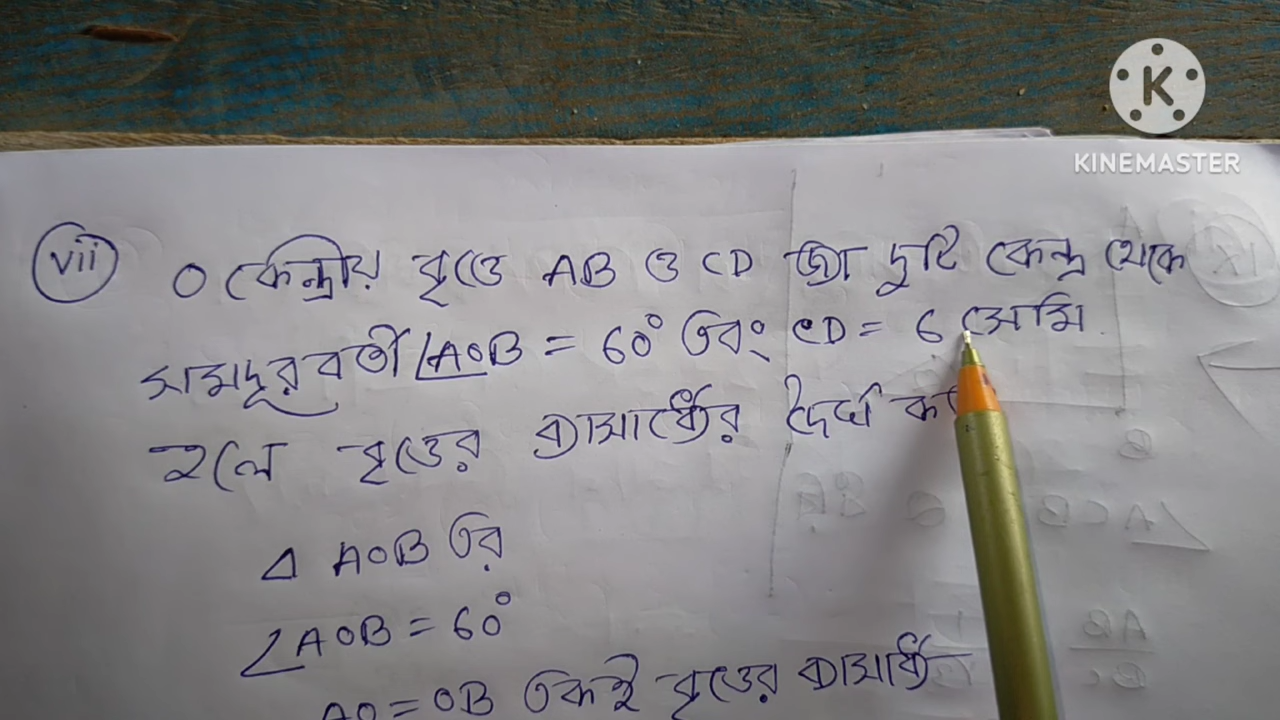 K
KINEMASTER
vii O কেন্দ্রীয় বৃত্তে AB ও CD জ্যা দুটি কেন্দ্র থেকে
সমদূরবর্তী ∠AOB = 60° এবং CD = 6 সেমি
হলে বৃত্তের ব্যাসার্ধের দৈর্ঘ্য
Δ AOB এর
∠AOB = 60°
AO = OB একই বৃত্তের ব্যাসার্ধ